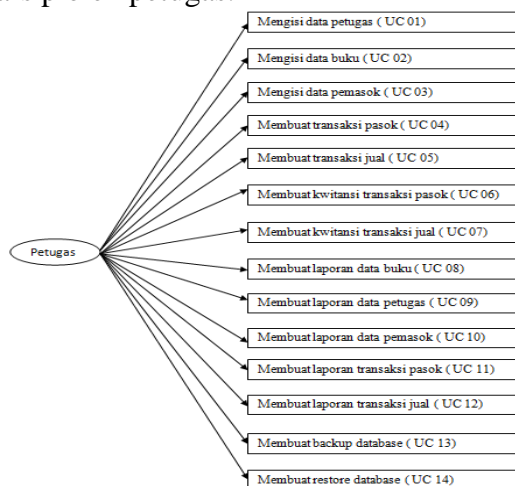 petugas.
Mengisi data petugas ( UC 01)
Mengisi data buku ( UC 02)
Mengisi data pemasok ( UC 03)
Membuat transaksi pasok ( UC 04)
Membuat transaksi jual ( UC 05)
Membuat kwitansi transaksi pasok ( UC 06)
Membuat kwitansi transaksi jual ( UC 07)
Petugas
Membuat laporan data buku ( UC 08)
Membuat laporan data petugas ( UC 09)
Membuat laporan data pemasok ( UC 10)
Membuat laporan transaksi pasok ( UC 11)
Membuat laporan transaksi jual ( UC 12)
Membuat backup database ( UC 13)
Membuat restore database ( UC 14)